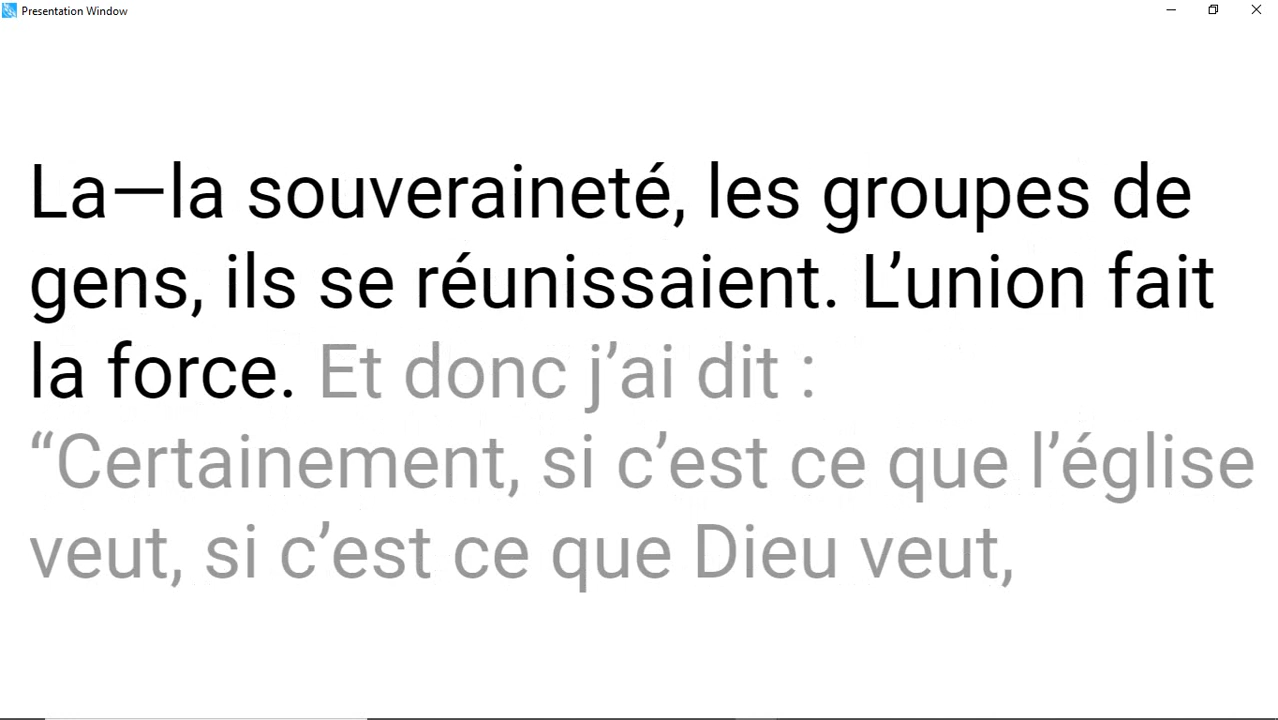 Presentation Window
La—la souveraineté, les groupes de
gens, ils se réunissaient. L’union fait
la force. Et donc j’ai dit :
“Certainement, si c’est ce que l’église
veut, si c’est ce que Dieu veut,